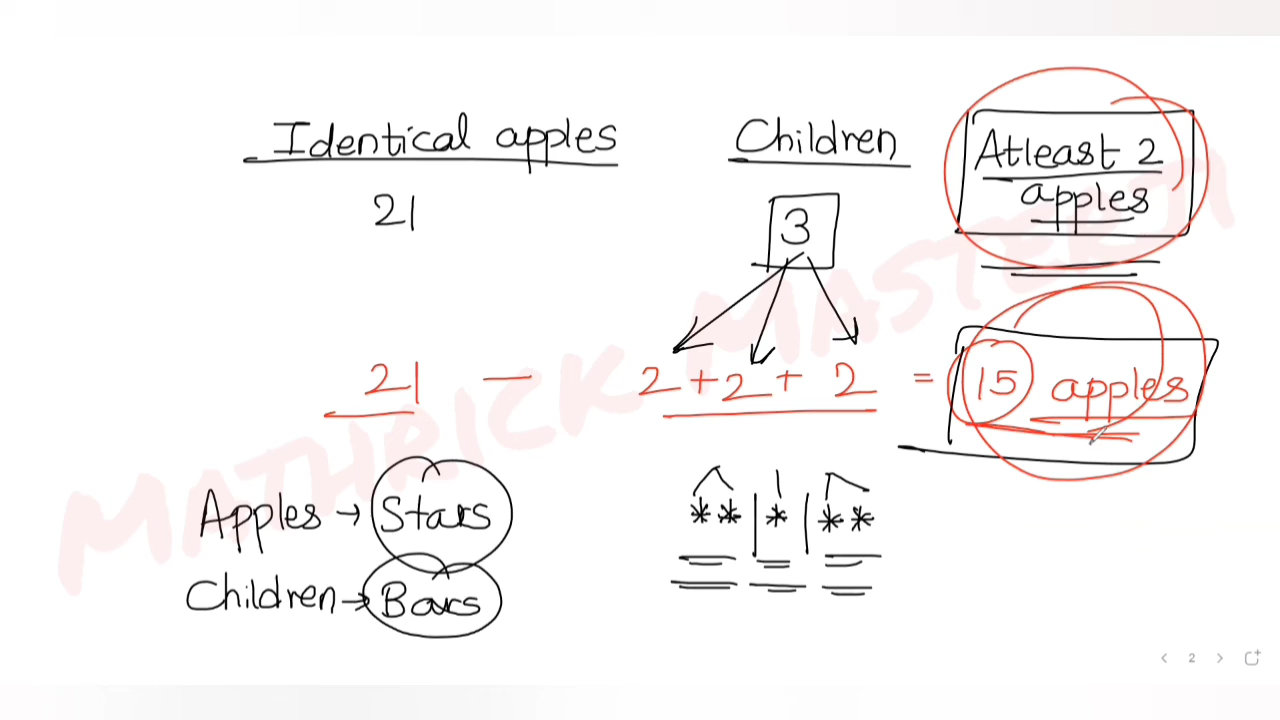 Identical apples Children Atleast 2
apples
21 3
21 — 2 + 2 + 2 = 15 apples
Apples → Stars ** | * | **
Children → Bars
MATHRICK MASTEEH
< 2 >